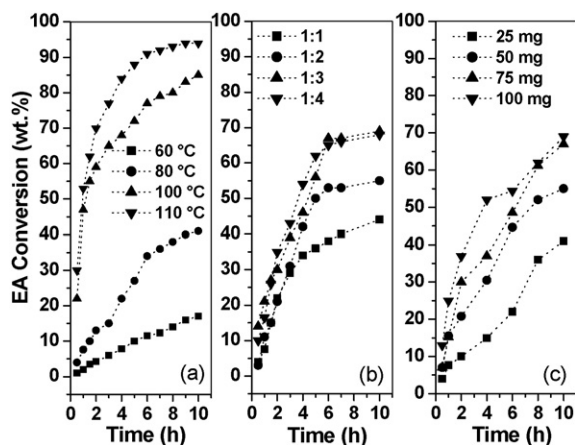 EA Conversion (wt.%)
100
90
80
70
60
50
40
30
20
10
0
60 °C
80 °C
100 °C
110 °C
(a)
0 2 4 6 8 10
Time (h)
100
90
80
70
60
50
40
30
20
10
0
1:1
1:2
1:3
1:4
(b)
0 2 4 6 8 10
Time (h)
100
90
80
70
60
50
40
30
20
10
0
25 mg
50 mg
75 mg
100 mg
(c)
0 2 4 6 8 10
Time (h)